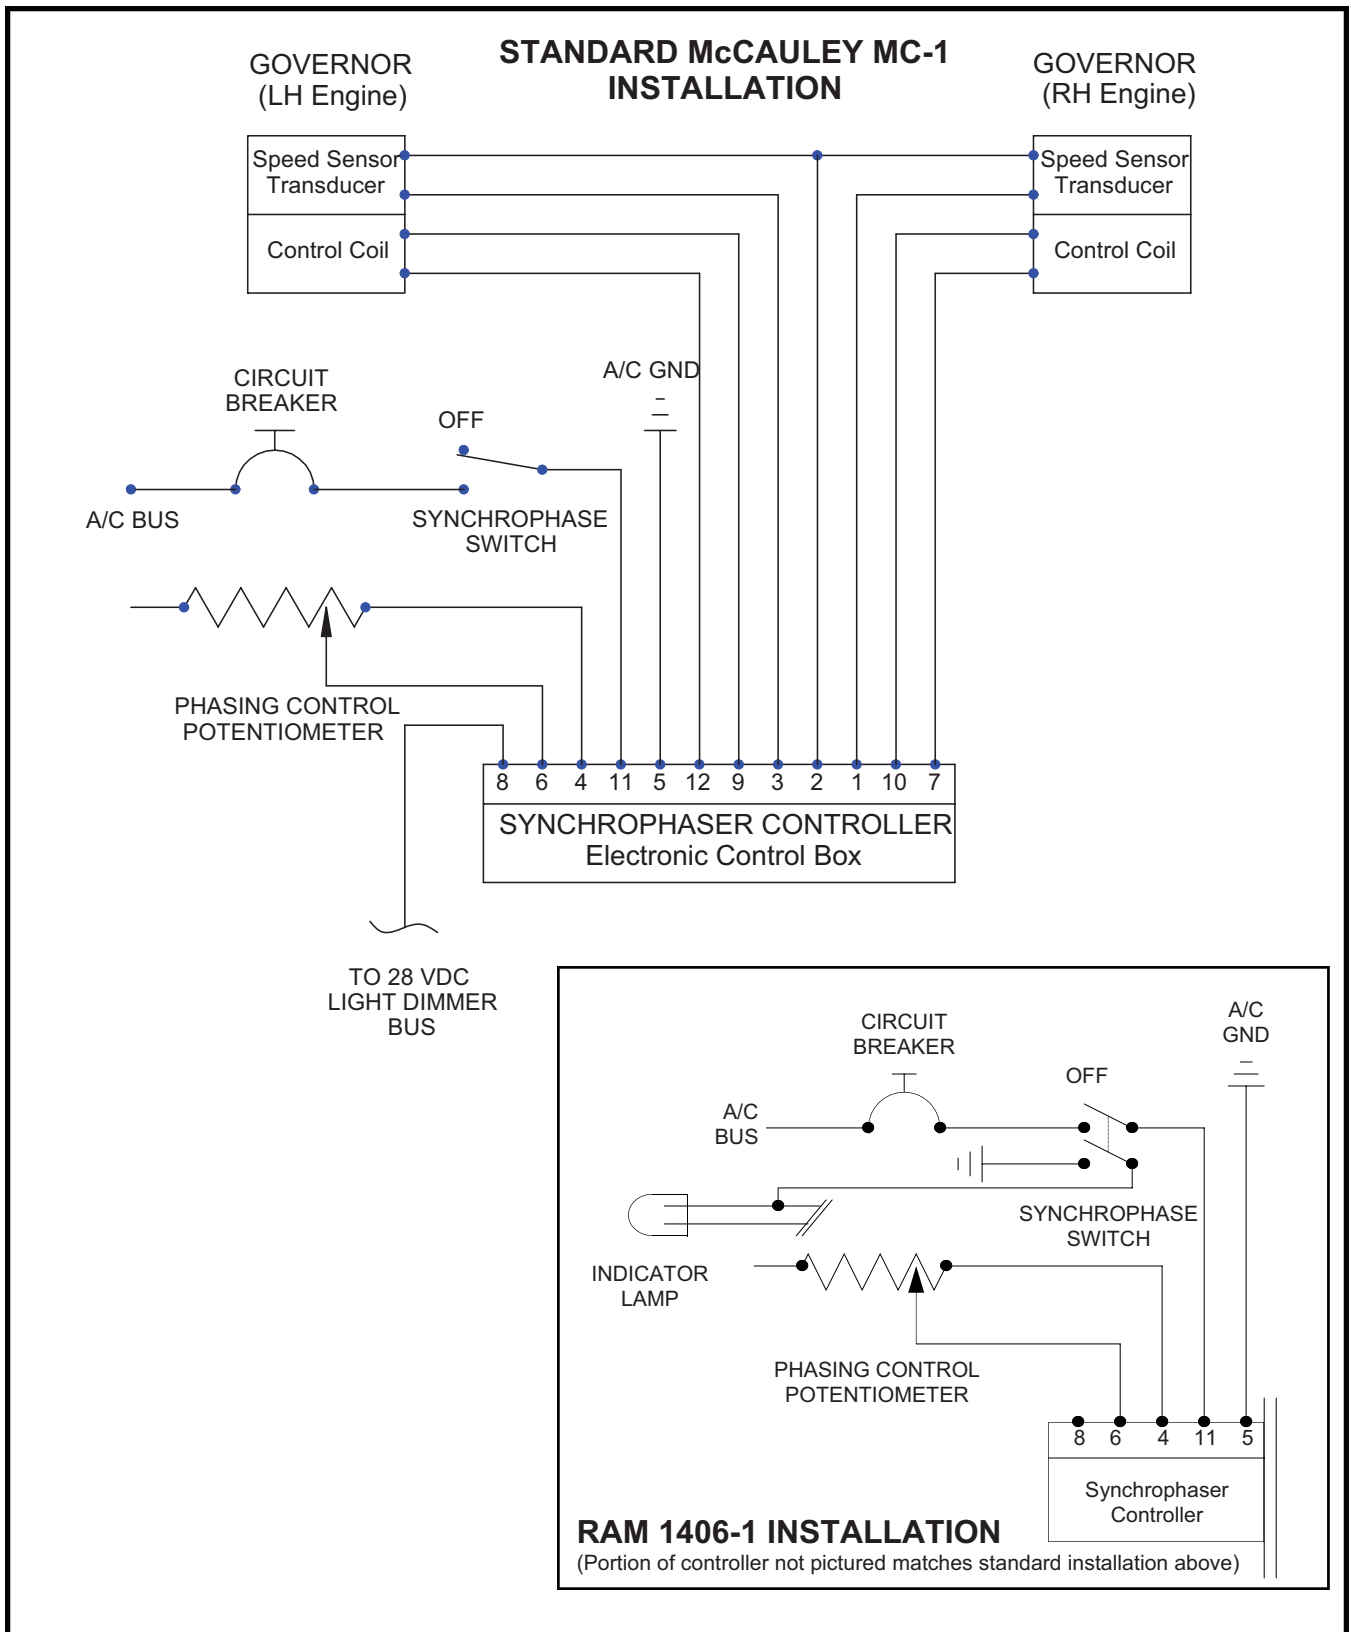 STANDARD McCAULEY MC-1
INSTALLATION
GOVERNOR
(LH Engine)
GOVERNOR
(RH Engine)
Speed Sensor
Transducer
Control Coil
Speed Sensor
Transducer
Control Coil
A/C GND
CIRCUIT
BREAKER
OFF
A/C BUS
SYNCHROPHASE
SWITCH
PHASING CONTROL
POTENTIOMETER
8 6 4 11 5 12 9 3 2 1 10 7
SYNCHROPHASER CONTROLLER
Electronic Control Box
TO 28 VDC
LIGHT DIMMER
BUS
A/C
GND
CIRCUIT
BREAKER
OFF
A/C
BUS
SYNCHROPHASE
SWITCH
INDICATOR
LAMP
PHASING CONTROL
POTENTIOMETER
8 6 4 11 5
Synchrophaser
Controller
RAM 1406-1 INSTALLATION
(Portion of controller not pictured matches standard installation above)